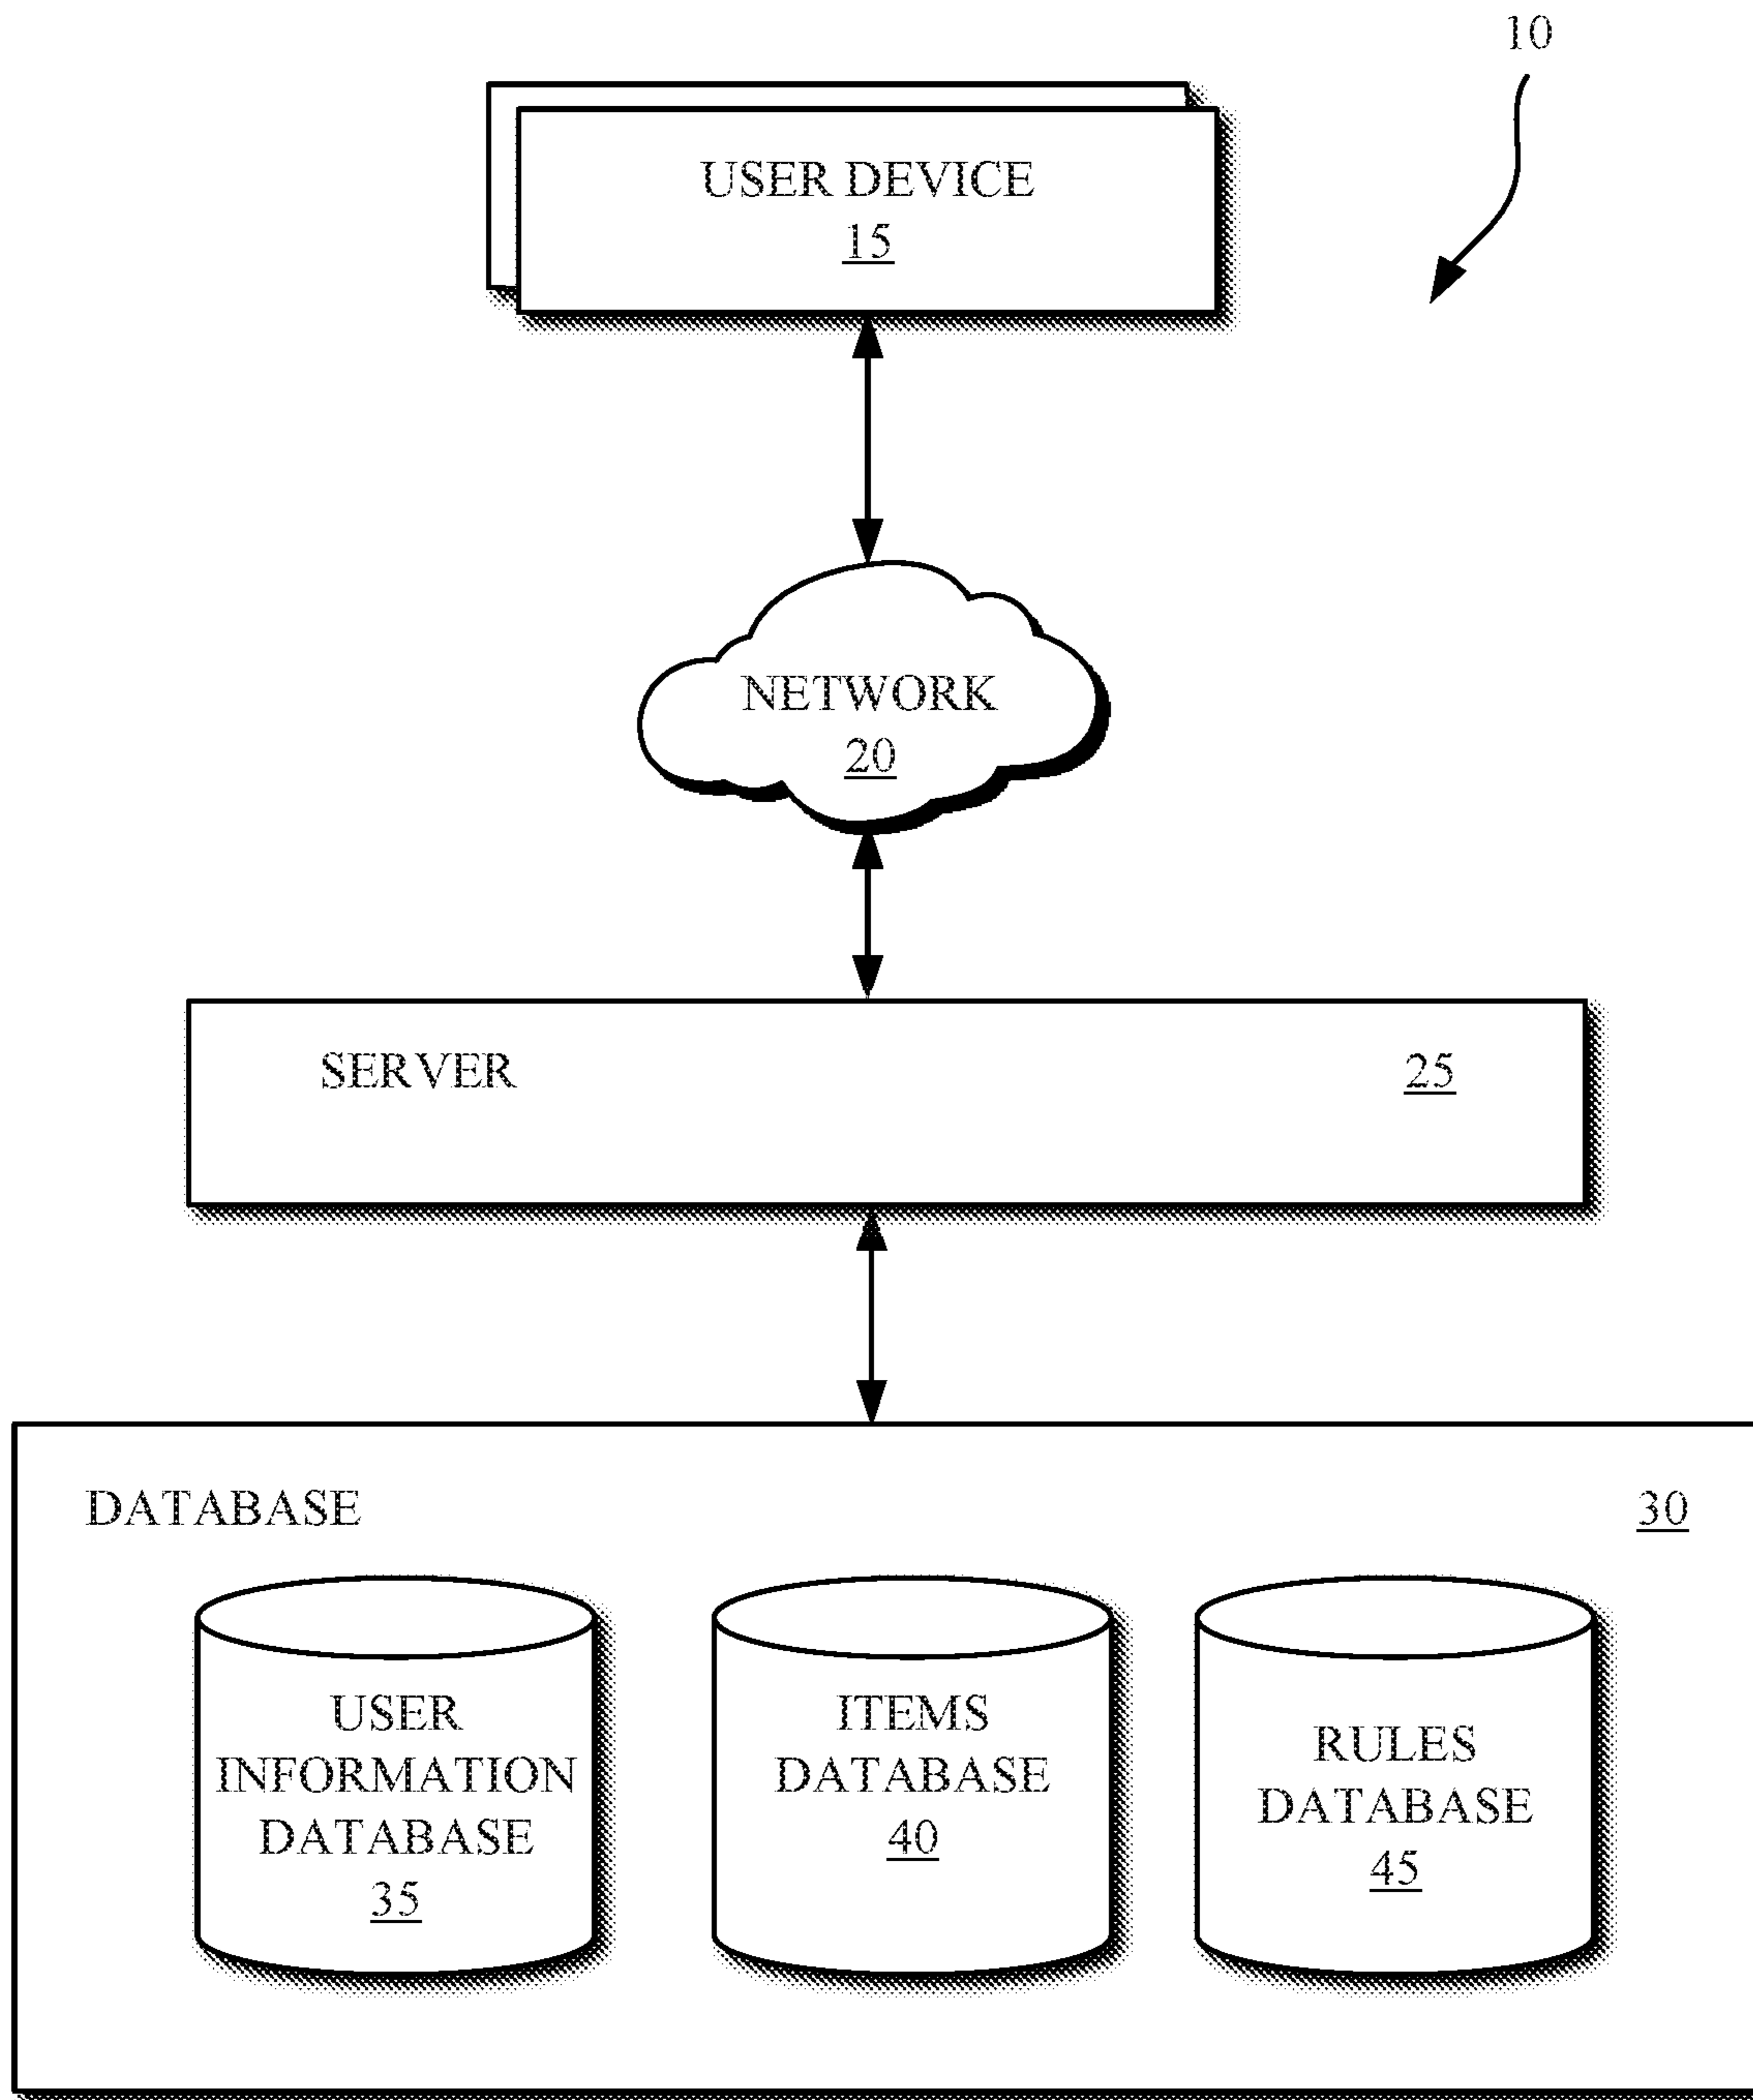 10
USER DEVICE
15
NETWORK
20
SERVER 25
DATABASE 30
USER
INFORMATION
DATABASE
35
ITEMS
DATABASE
40
RULES
DATABASE
45